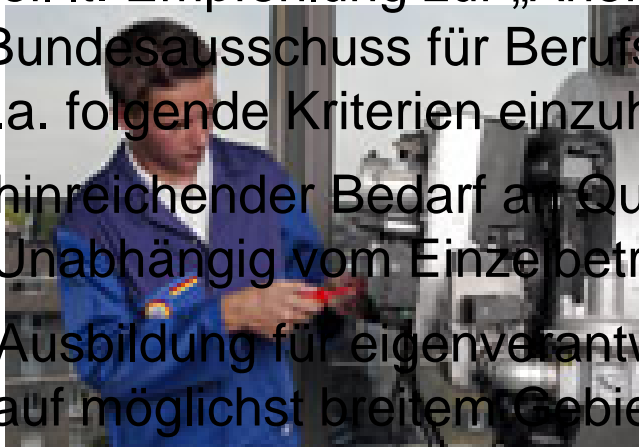 Bundesausschuss für Berufs
.a. folgende Kriterien einzuh
hinreichender Bedarf an Qu
Unabhängig vom Einzelbetr
Ausbildung für eigenverantw
auf möglichst breitem Gebie